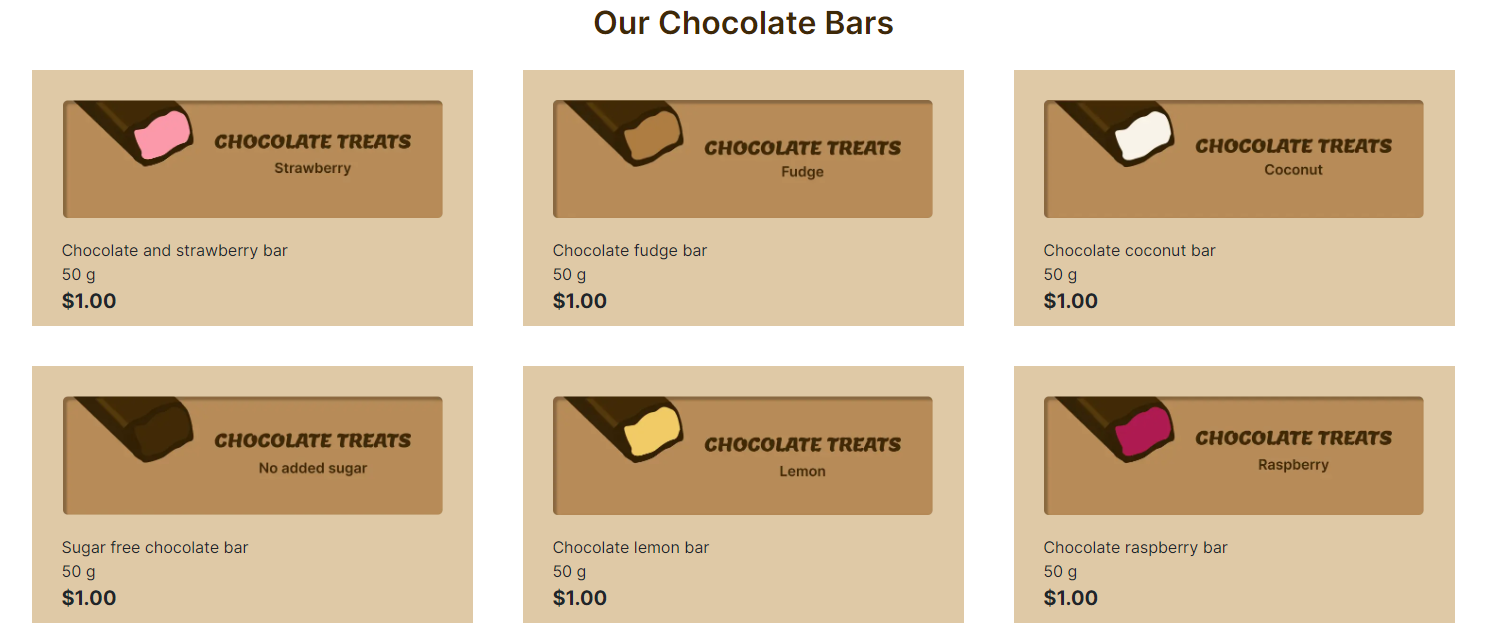 Our Chocolate Bars
CHOCOLATE TREATS
Strawberry
Chocolate and strawberry bar
50 g
$1.00
CHOCOLATE TREATS
Fudge
Chocolate fudge bar
50 g
$1.00
CHOCOLATE TREATS
Coconut
Chocolate coconut bar
50 g
$1.00
CHOCOLATE TREATS
No added sugar
Sugar free chocolate bar
50 g
$1.00
CHOCOLATE TREATS
Lemon
Chocolate lemon bar
50 g
$1.00
CHOCOLATE TREATS
Raspberry
Chocolate raspberry bar
50 g
$1.00